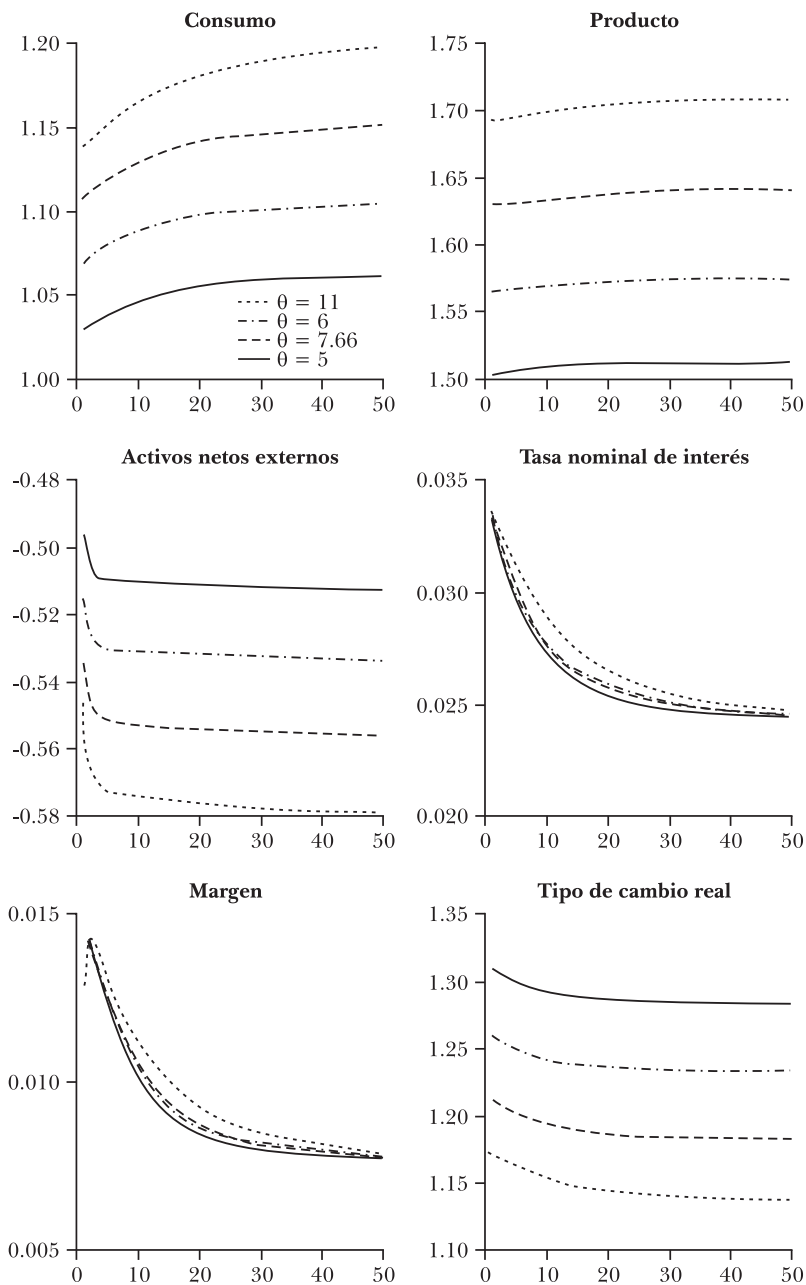 Consumo
1.20
1.15
1.10
1.05
1.00
0 10 20 30 40 50
θ = 11
θ = 6
θ = 7.66
θ = 5
Producto
1.75
1.70
1.65
1.60
1.55
1.50
0 10 20 30 40 50
Activos netos externos
-0.48
-0.50
-0.52
-0.54
-0.56
-0.58
0 10 20 30 40 50
Tasa nominal de interés
0.035
0.030
0.025
0.020
0 10 20 30 40 50
Margen
0.015
0.010
0.005
0 10 20 30 40 50
Tipo de cambio real
1.35
1.30
1.25
1.20
1.15
1.10
0 10 20 30 40 50